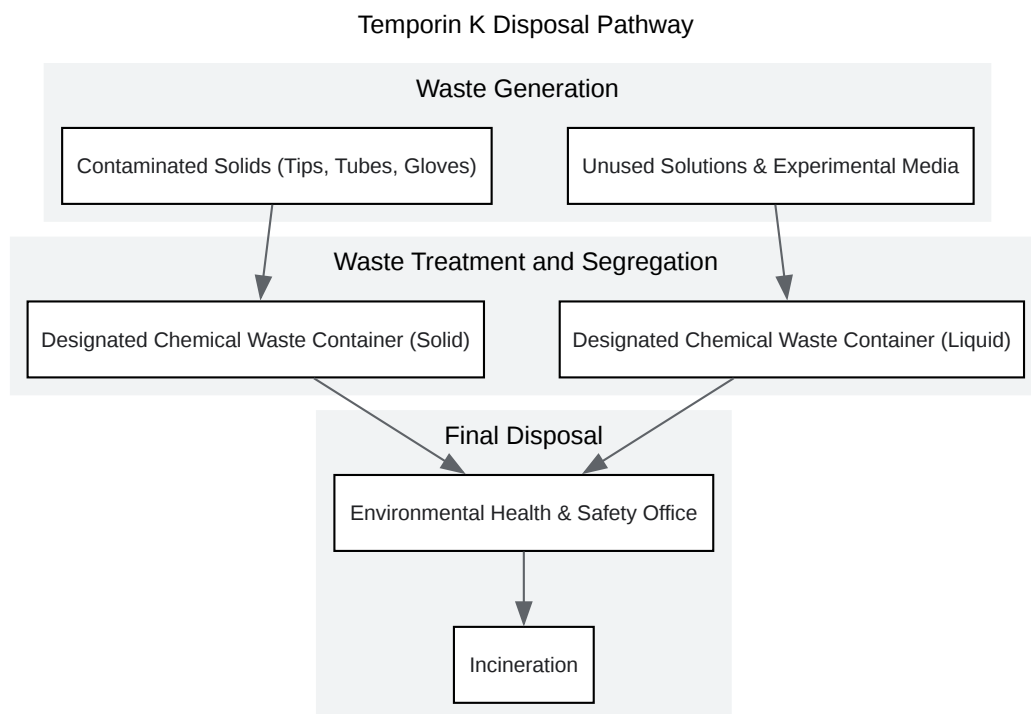 Temporin K Disposal Pathway
Waste Generation
Contaminated Solids (Tips, Tubes, Gloves)
Unused Solutions & Experimental Media
Waste Treatment and Segregation
Designated Chemical Waste Container (Solid)
Designated Chemical Waste Container (Liquid)
Final Disposal
Environmental Health & Safety Office
Incineration